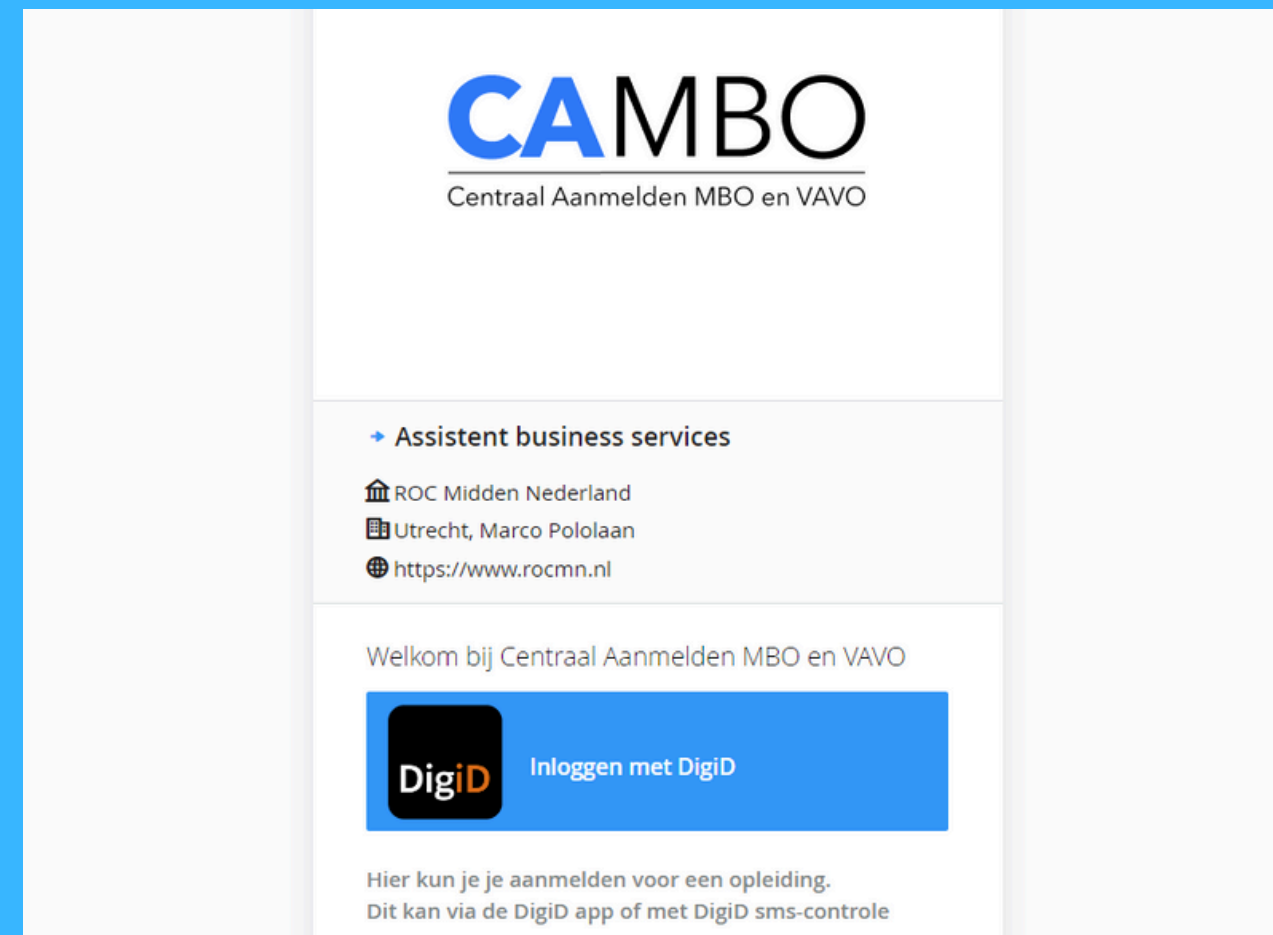 CAMBO
Centraal Aanmelden MBO en VAVO
Assistent business services
ROC Midden Nederland
Utrecht, Marco Pololaan
https://www.rocmn.nl
Welkom bij Centraal Aanmelden MBO en VAVO
DigiD
Inloggen met DigiD
Hier kun je je aanmelden voor een opleiding.
Dit kan via de DigiD app of met DigiD sms-controle